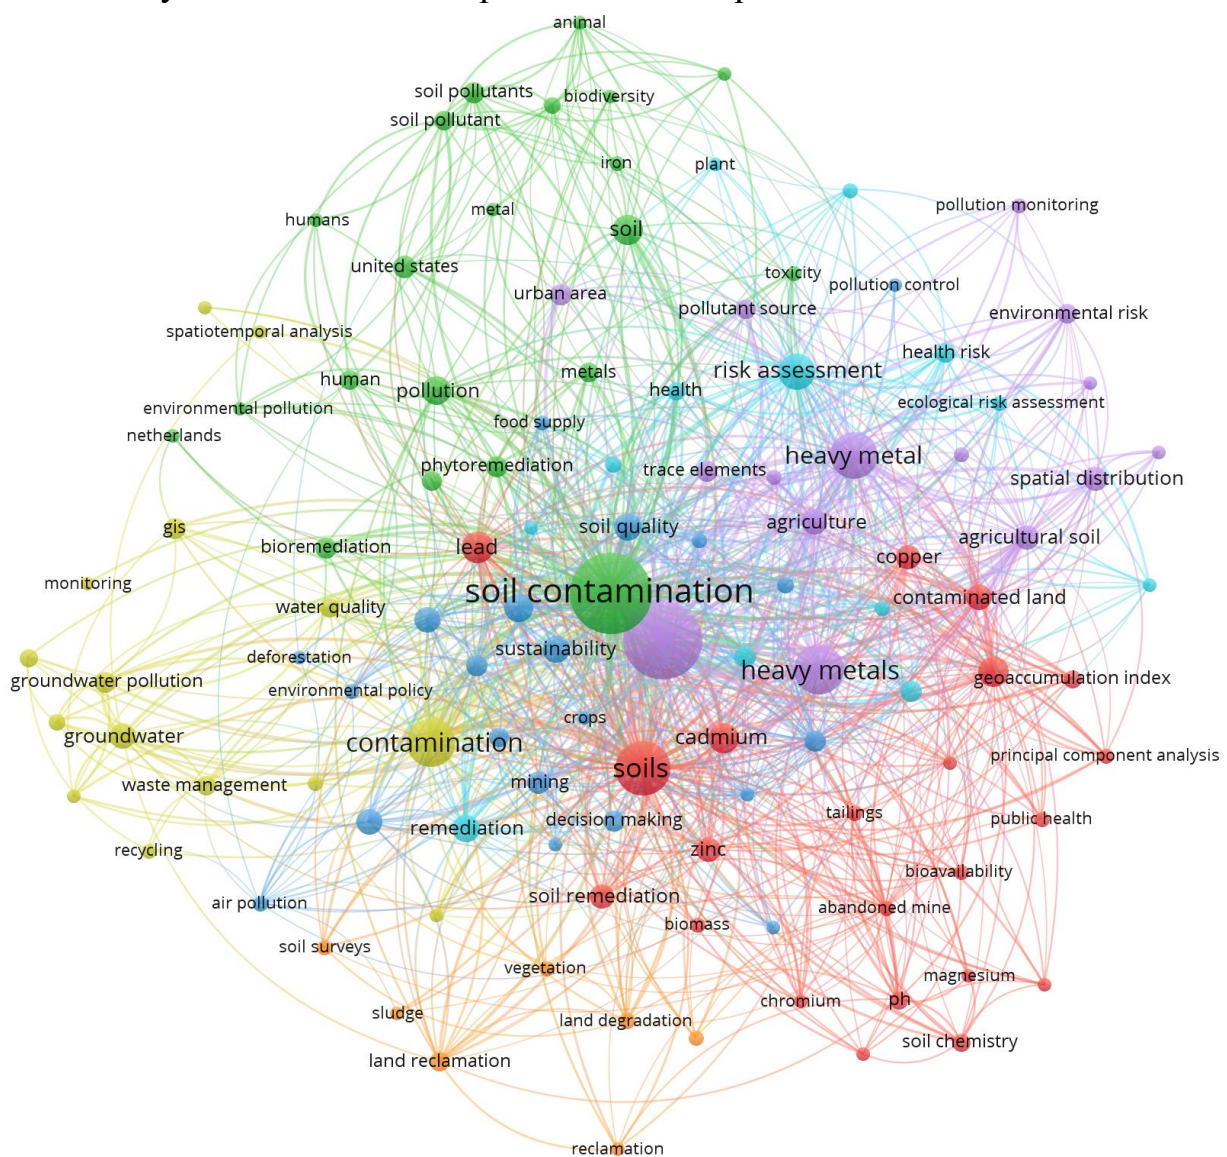 animal
soil pollutants
biodiversity
soil pollutant
iron
plant
metal
pollution monitoring
humans
soil
united states
toxicity
pollution control
urban area
pollutant source
environmental risk
spatiotemporal analysis
health risk
risk assessment
metals
human
pollution
health
ecological risk assessment
environmental pollution
food supply
netherlands
heavy metal
phytoremediation
trace elements
spatial distribution
gis
soil quality
agriculture
agricultural soil
bioremediation
lead
copper
monitoring
soil contamination
contaminated land
water quality
sustainability
deforestation
heavy metals
groundwater pollution
geoaccumulation index
environmental policy
crops
groundwater
contamination
cadmium
principal component analysis
soils
waste management
mining
tailings
public health
remediation
decision making
recycling
zinc
bioavailability
soil remediation
air pollution
abandoned mine
biomass
soil surveys
vegetation
magnesium
chromium
ph
sludge
land degradation
soil chemistry
land reclamation
reclamation